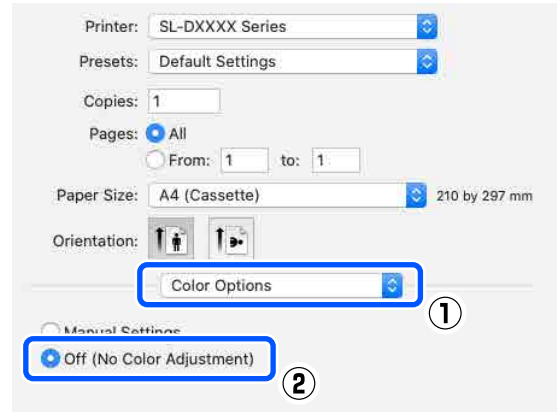 Printer: SL-DXXXX Series
Presets: Default Settings
Copies: 1
Pages: All
From: 1 to: 1
Paper Size: A4 (Cassette) 210 by 297 mm
Orientation:
Color Options
①
Manual Settings
Off (No Color Adjustment)
②